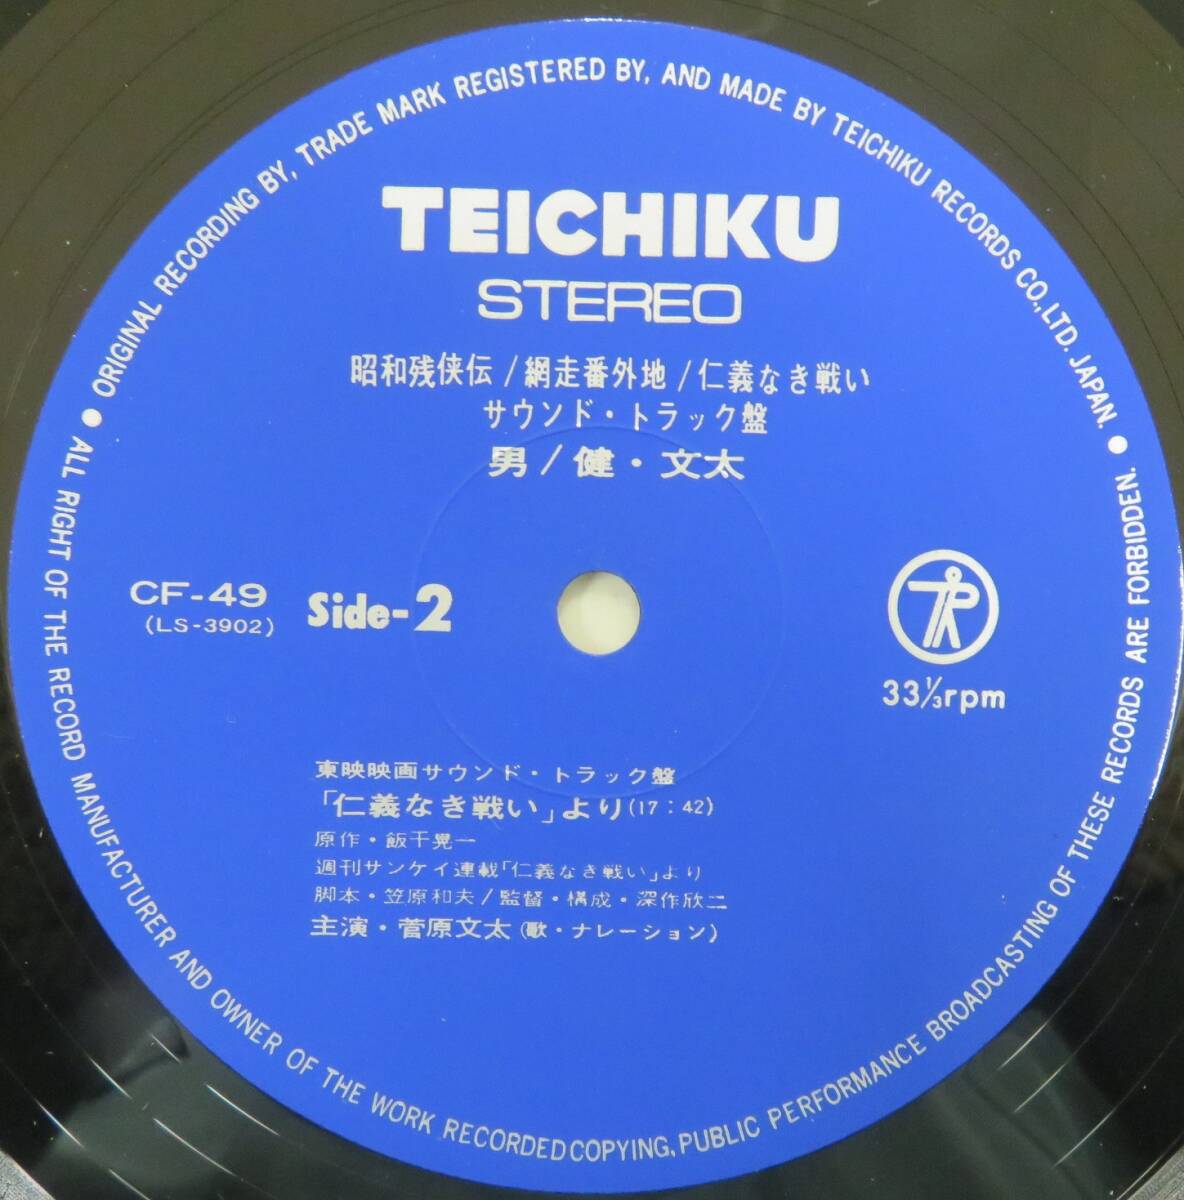 ORIGINAL RECORDING BY, TRADE MARK REGISTERED BY, AND MADE BY TEICHIKU RECORDS CO., LTD. JAPAN.
TEICHIKU
STEREO
昭和残侠伝/網走番外地/仁義なき戦い
サウンド・トラック盤
男/健・文太
CF-49
(LS-3902)
Side-2
33⅓rpm
東映映画サウンド・トラック盤
「仁義なき戦い」より(17:42)
原作・飯干晃一
週刊サンケイ連載「仁義なき戦い」より
脚本・笠原和夫/監督・構成・深作欣二
主演・菅原文太(歌・ナレーション)
● ALL RIGHT OF THE RECORD MANUFACTURER AND OWNER OF THE WORK RECORDED COPYING, PUBLIC PERFORMANCE BROADCASTING OF THESE RECORDS ARE FORBIDDEN. ●